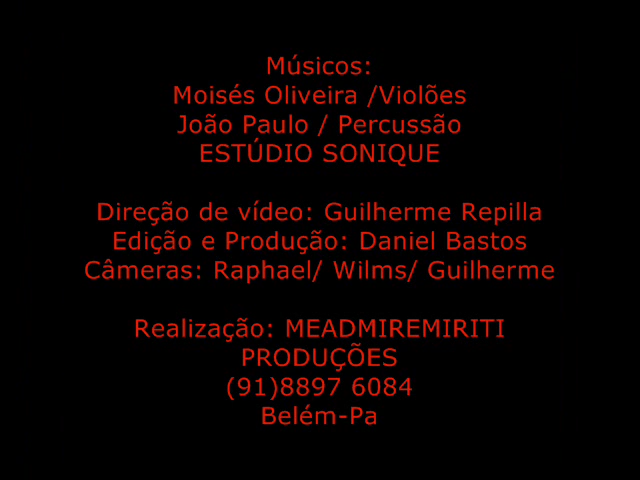 Músicos:
Moisés Oliveira /Violões
João Paulo / Percussão
ESTÚDIO SONIQUE
Direção de vídeo: Guilherme Repilla
Edição e Produção: Daniel Bastos
Câmeras: Raphael/ Wilms/ Guilherme
Realização: MEADMIREMIRITI
PRODUÇÕES
(91)8897 6084
Belém-Pa